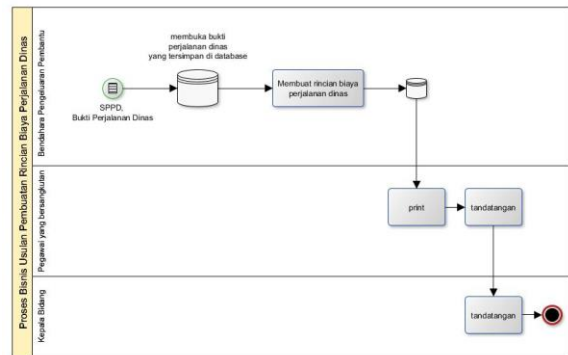 Proses Bisnis Usulan Pembuatan Rincian Biaya Perjalanan Dinas
Bendahara Pengeluaran Pembantu
membuka bukti
perjalanan dinas
yang tersimpan di database
SPPD,
Bukti Perjalanan Dinas
Membuat rincian biaya
perjalanan dinas
Pegawai yang bersangkutan
print
tandatangan
Kepala Bidang
tandatangan